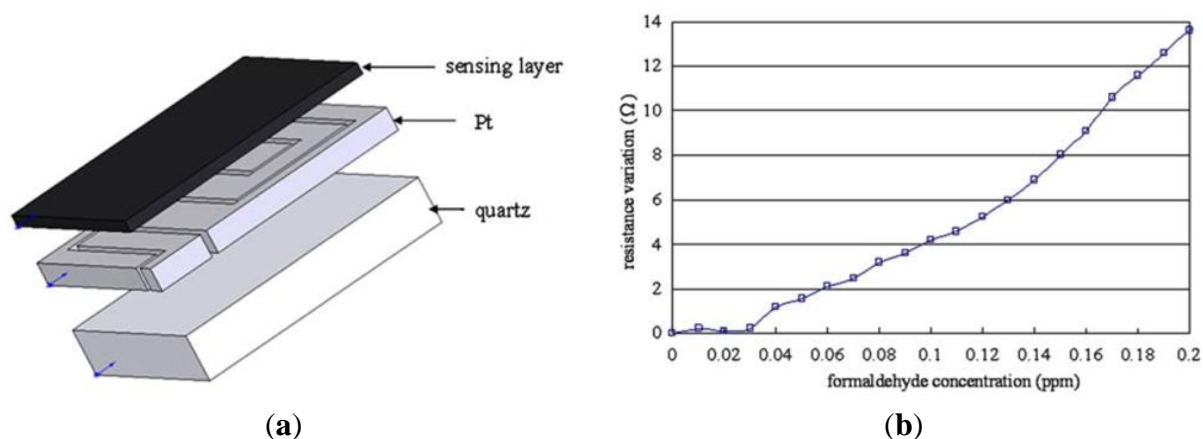 sensing layer
Pt
quartz
(a)
14
12
10
8
6
4
2
0
resistance variation (Ω)
0 0.02 0.04 0.06 0.08 0.1 0.12 0.14 0.16 0.18 0.2
formaldehyde concentration (ppm)
(b)